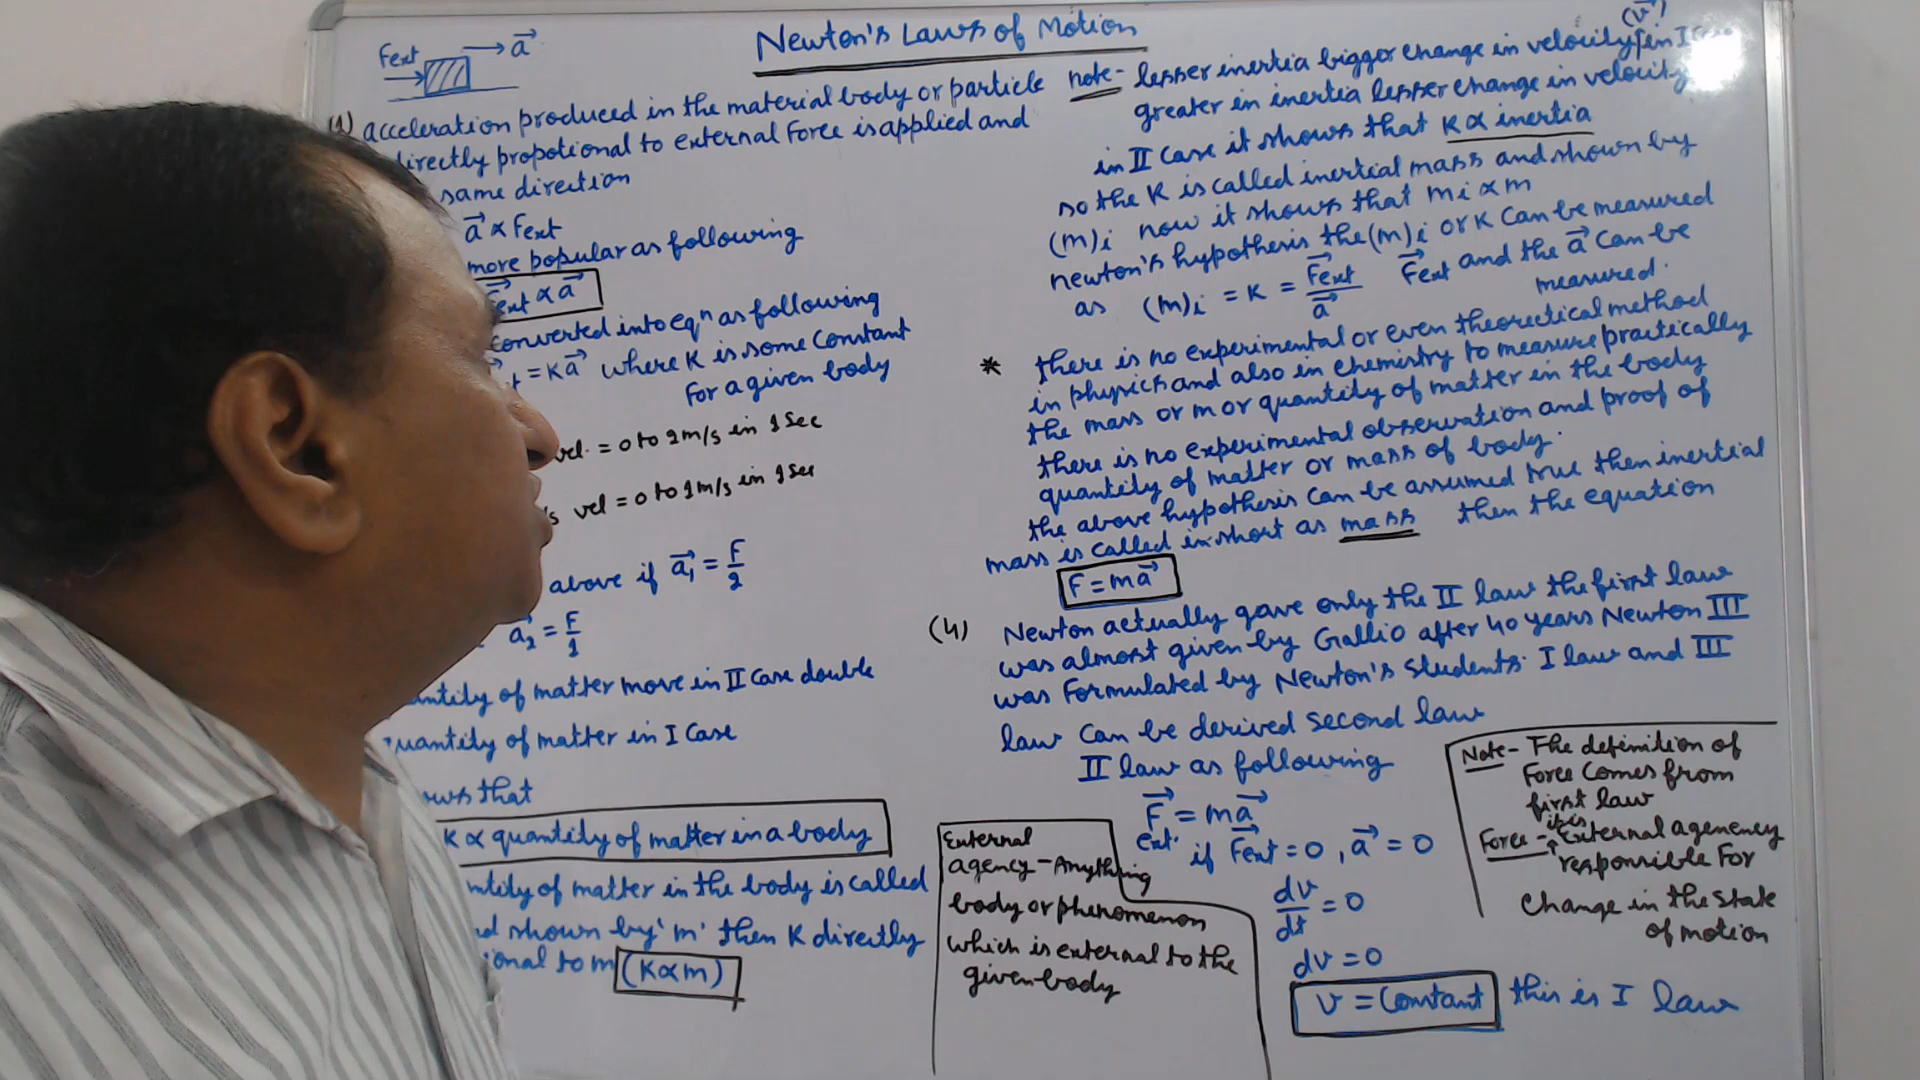 Newton's Laws of Motion
Fext
a
(1) acceleration produced in the material body or particle
directly propotional to external Force is applied and
same direction
a ∝ Fext
more popular as following
Fext ∝ a
converted into eqn as following
= Ka where K is some Constant
for a given body
vel. = 0 to 2m/s in 1 Sec
vel = 0 to 1m/s in 1 Sec
above if a1 = F/2
a2 = F/1
quantity of matter move in II Case double
quantity of matter in I Case
that
K ∝ quantity of matter in a body
quantity of matter in the body is called
shown by 'm' then K directly
to m (K∝m)
note- lesser inertia bigger change in velocity (v) in I Case
greater in inertia lesser change in velocity
in II Case it shows that K ∝ inertia
so the K is called inertial mass and shown by
(m)i now it shows that mi ∝ m
newton's hypothesis the (m)i or K can be measured
as (m)i = K = Fext/a Fext and the a can be
measured.
* there is no experimental or even theorectical method
in physics and also in chemistry to measure practically
the mass or m or quantity of matter in the body
there is no experimental observation and proof of
quantity of matter or mass of body.
the above hypothesis can be assumed true then inertial
mass is called in short as mass then the equation
F = ma
(4) Newton actually gave only the II law the first law
was almost given by Gallio after 40 years Newton III
was formulated by Newton's students. I law and III
law can be derived second law
II law as following
F = ma
ext.
if Fext = 0, a = 0
dv/dt = 0
dv = 0
v = Constant this is I law
External
agency - Anything
body or phenomenon
which is external to the
given body
Note - The definition of
Force comes from
first law
it is
Force - External agenency
responsible for
change in the state
of motion